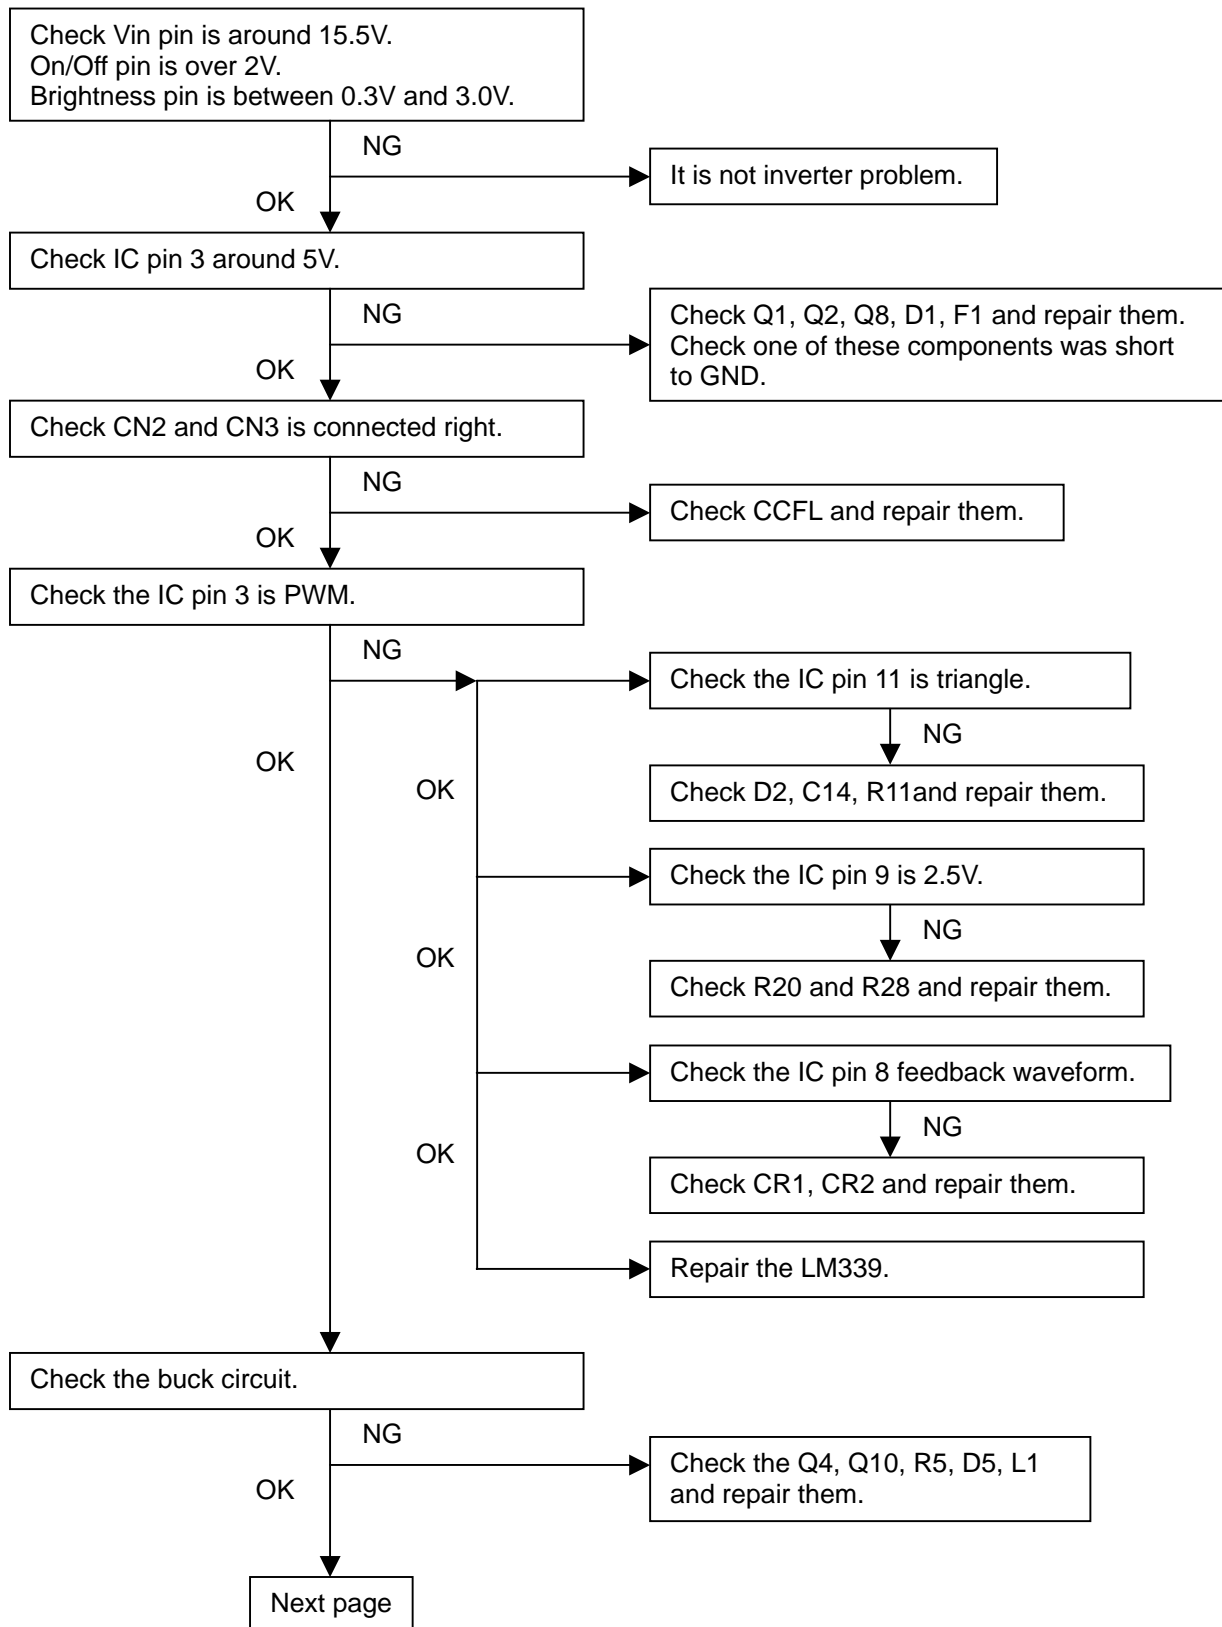 Check Vin pin is around 15.5V.
On/Off pin is over 2V.
Brightness pin is between 0.3V and 3.0V.
NG
It is not inverter problem.
OK
Check IC pin 3 around 5V.
NG
Check Q1, Q2, Q8, D1, F1 and repair them.
Check one of these components was short
to GND.
OK
Check CN2 and CN3 is connected right.
NG
Check CCFL and repair them.
OK
Check the IC pin 3 is PWM.
NG
Check the IC pin 11 is triangle.
NG
OK
OK
Check D2, C14, R11and repair them.
Check the IC pin 9 is 2.5V.
NG
OK
Check R20 and R28 and repair them.
Check the IC pin 8 feedback waveform.
NG
OK
Check CR1, CR2 and repair them.
Repair the LM339.
Check the buck circuit.
NG
Check the Q4, Q10, R5, D5, L1
and repair them.
OK
Next page